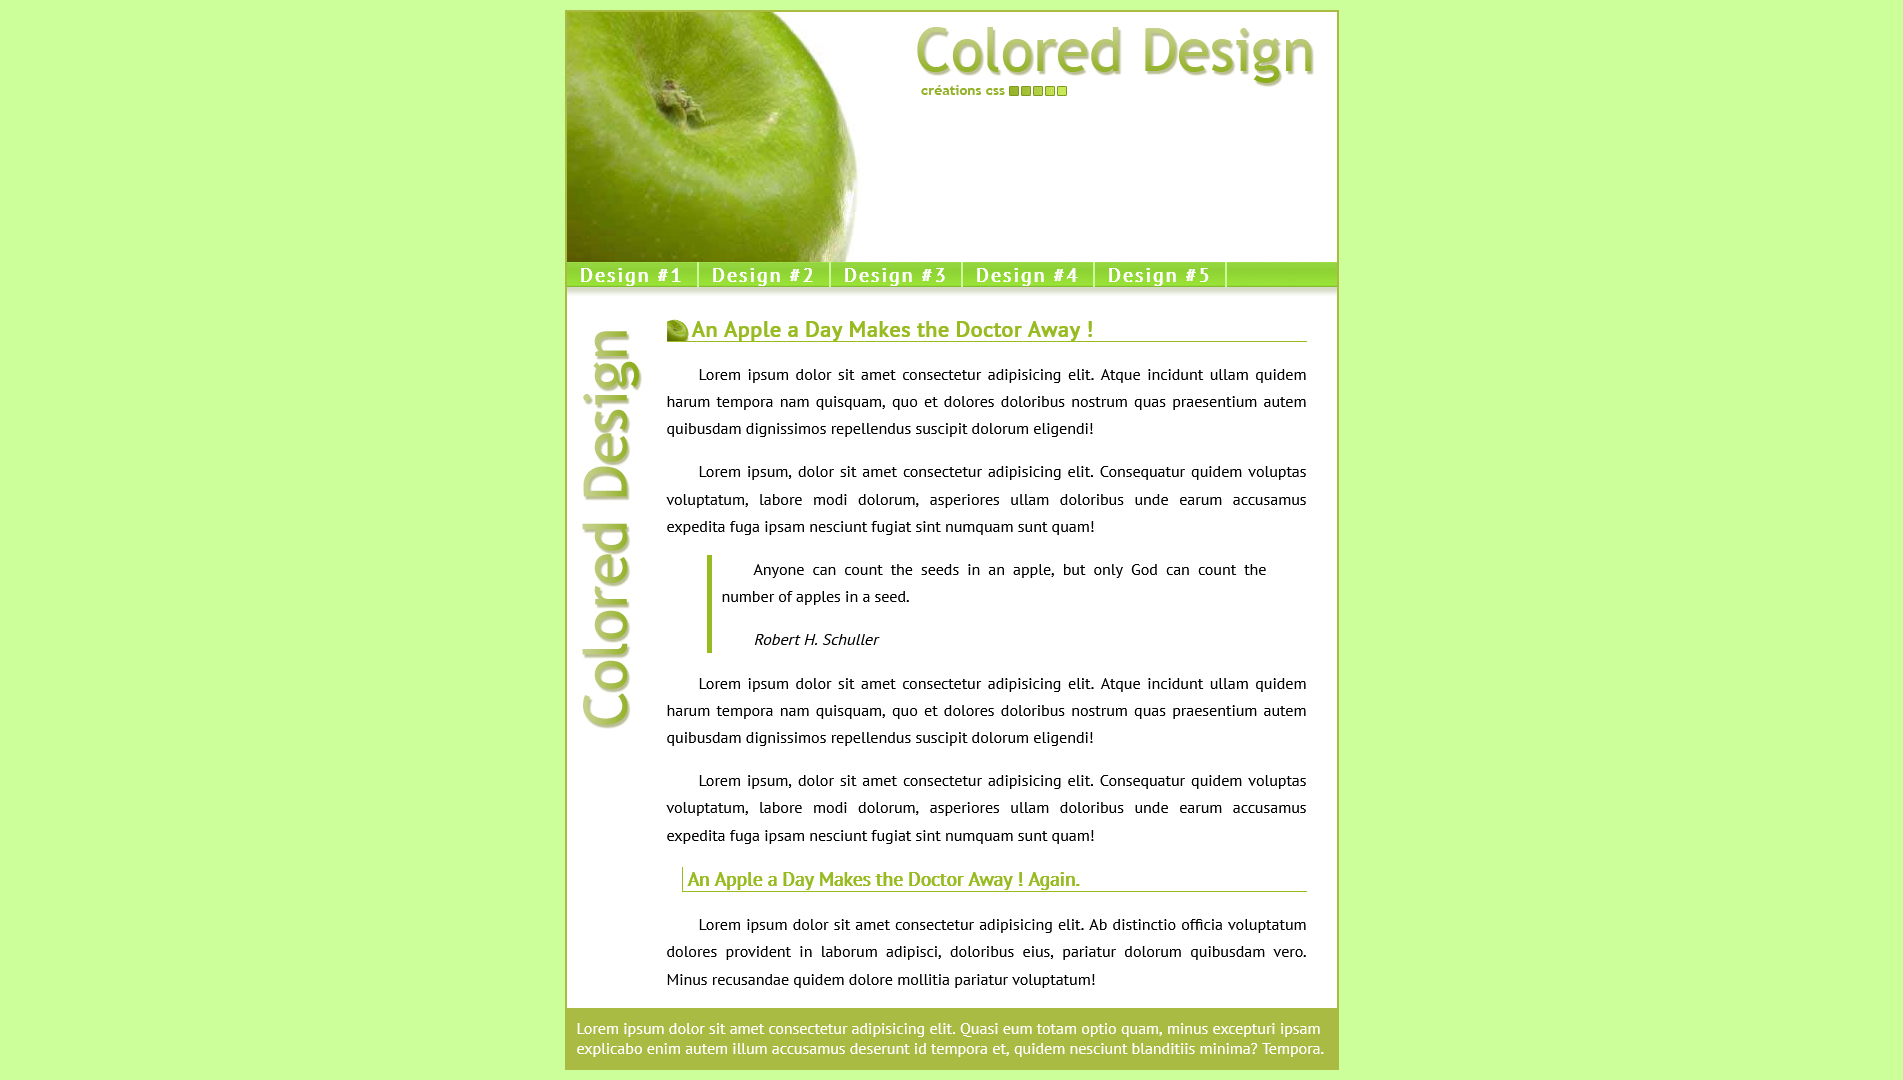 Colored Design
créations css
Design #1 Design #2 Design #3 Design #4 Design #5
Colored Design
An Apple a Day Makes the Doctor Away !
Lorem ipsum dolor sit amet consectetur adipisicing elit. Atque incidunt ullam quidem
harum tempora nam quisquam, quo et dolores doloribus nostrum quas praesentium autem
quibusdam dignissimos repellendus suscipit dolorum eligendi!
Lorem ipsum, dolor sit amet consectetur adipisicing elit. Consequatur quidem voluptas
voluptatum, labore modi dolorum, asperiores ullam doloribus unde earum accusamus
expedita fuga ipsam nesciunt fugiat sint numquam sunt quam!
Anyone can count the seeds in an apple, but only God can count the
number of apples in a seed.
Robert H. Schuller
Lorem ipsum dolor sit amet consectetur adipisicing elit. Atque incidunt ullam quidem
harum tempora nam quisquam, quo et dolores doloribus nostrum quas praesentium autem
quibusdam dignissimos repellendus suscipit dolorum eligendi!
Lorem ipsum, dolor sit amet consectetur adipisicing elit. Consequatur quidem voluptas
voluptatum, labore modi dolorum, asperiores ullam doloribus unde earum accusamus
expedita fuga ipsam nesciunt fugiat sint numquam sunt quam!
An Apple a Day Makes the Doctor Away ! Again.
Lorem ipsum dolor sit amet consectetur adipisicing elit. Ab distinctio officia voluptatum
dolores provident in laborum adipisci, doloribus eius, pariatur dolorum quibusdam vero.
Minus recusandae quidem dolore mollitia pariatur voluptatum!
Lorem ipsum dolor sit amet consectetur adipisicing elit. Quasi eum totam optio quam, minus excepturi ipsam
explicabo enim autem illum accusamus deserunt id tempora et, quidem nesciunt blanditiis minima? Tempora.